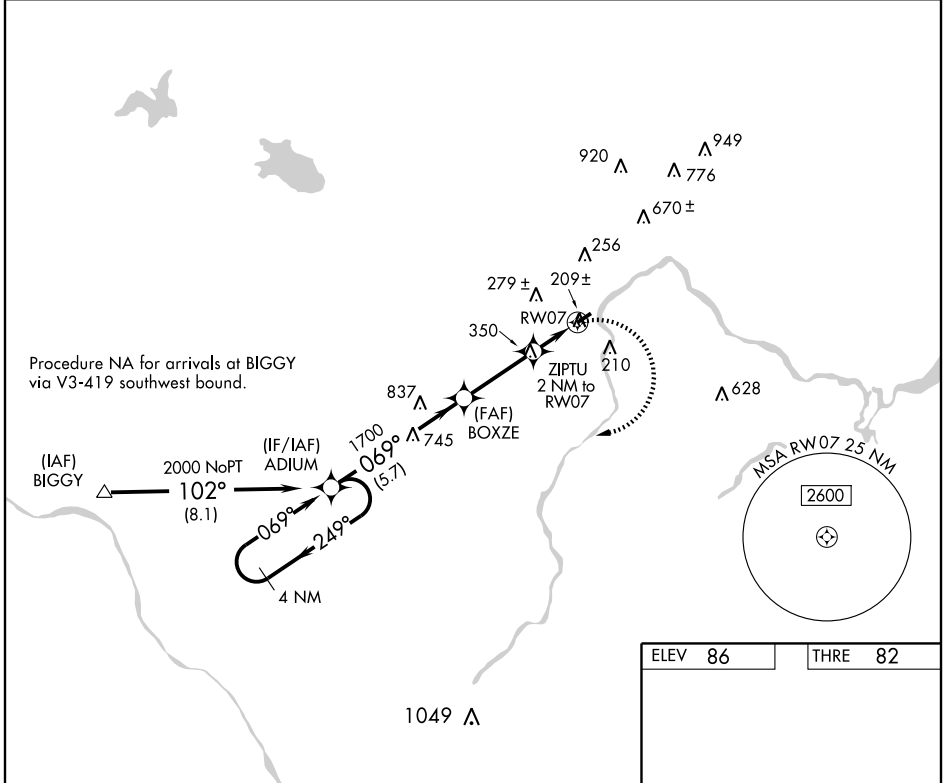 949
920
776
670 ±
256
279 ±
209±
RW07
350
ZIPTU
2 NM to
RW07
210
Procedure NA for arrivals at BIGGY
via V3-419 southwest bound.
837
628
(FAF)
BOXZE
745
(IF/IAF)
ADIUM
1700
069°
(5.7)
(IAF)
BIGGY
2000 NoPT
102°
(8.1)
069°
249°
4 NM
MSA RW07 25 NM
2600
1049
ELEV 86
THRE 82